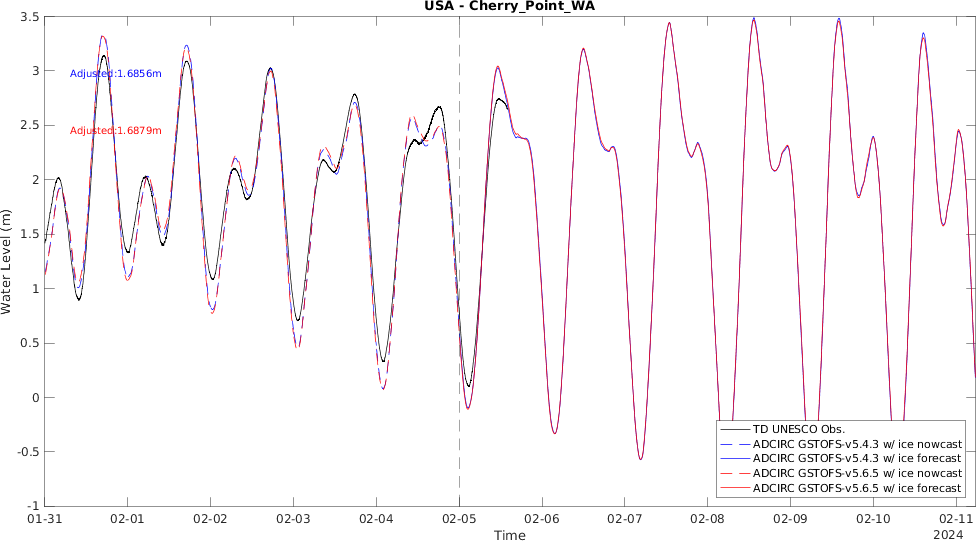 USA - Cherry_Point_WA
3.5
3
2.5
2
1.5
1
0.5
0
-0.5
-1
Water Level (m)
Adjusted:1.6856m
Adjusted:1.6879m
TD UNESCO Obs.
ADCIRC GSTOFS-v5.4.3 w/ ice nowcast
ADCIRC GSTOFS-v5.4.3 w/ ice forecast
ADCIRC GSTOFS-v5.6.5 w/ ice nowcast
ADCIRC GSTOFS-v5.6.5 w/ ice forecast
01-31 02-01 02-02 02-03 02-04 02-05 02-06 02-07 02-08 02-09 02-10 02-11
2024
Time